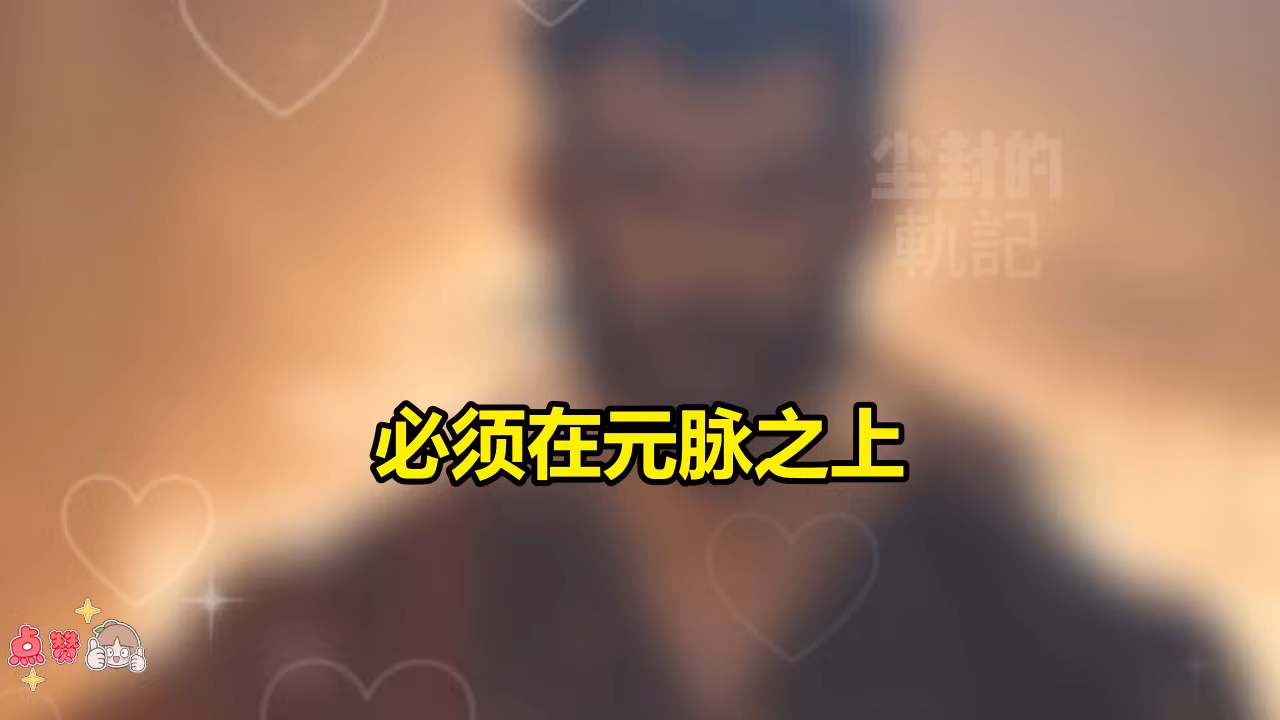 尘封的
軌記
必须在元脉之上
点赞